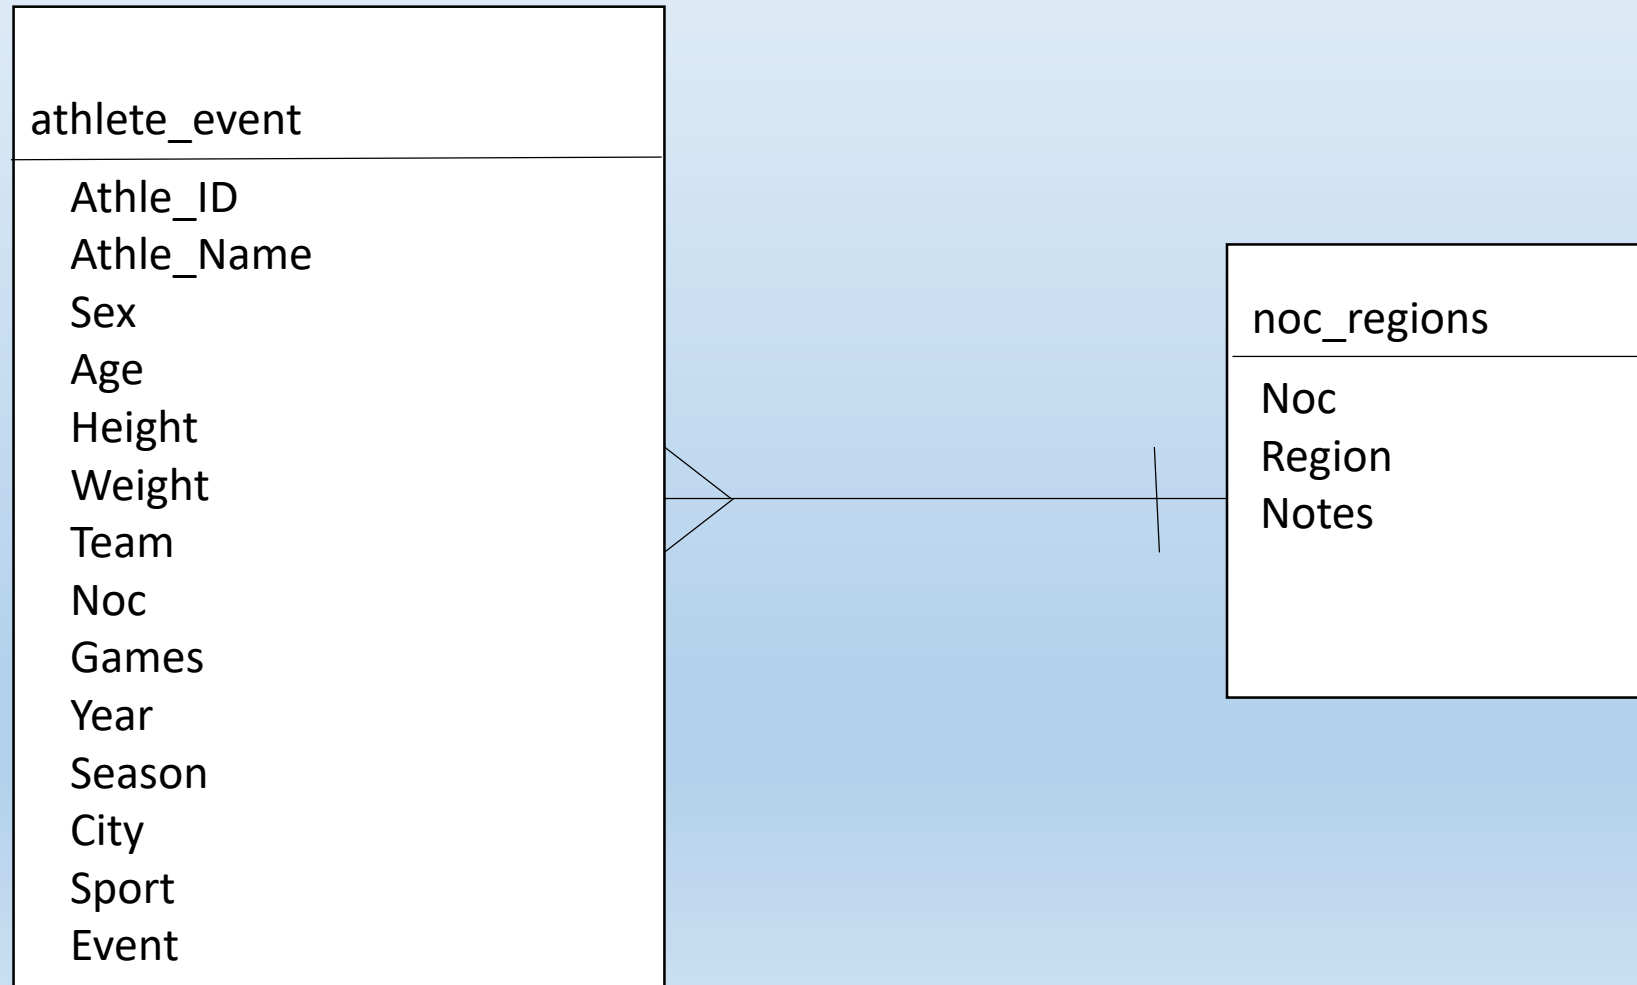 athlete_event
Athle_ID
Athle_Name
Sex
Age
Height
Weight
Team
Noc
Games
Year
Season
City
Sport
Event
noc_regions
Noc
Region
Notes